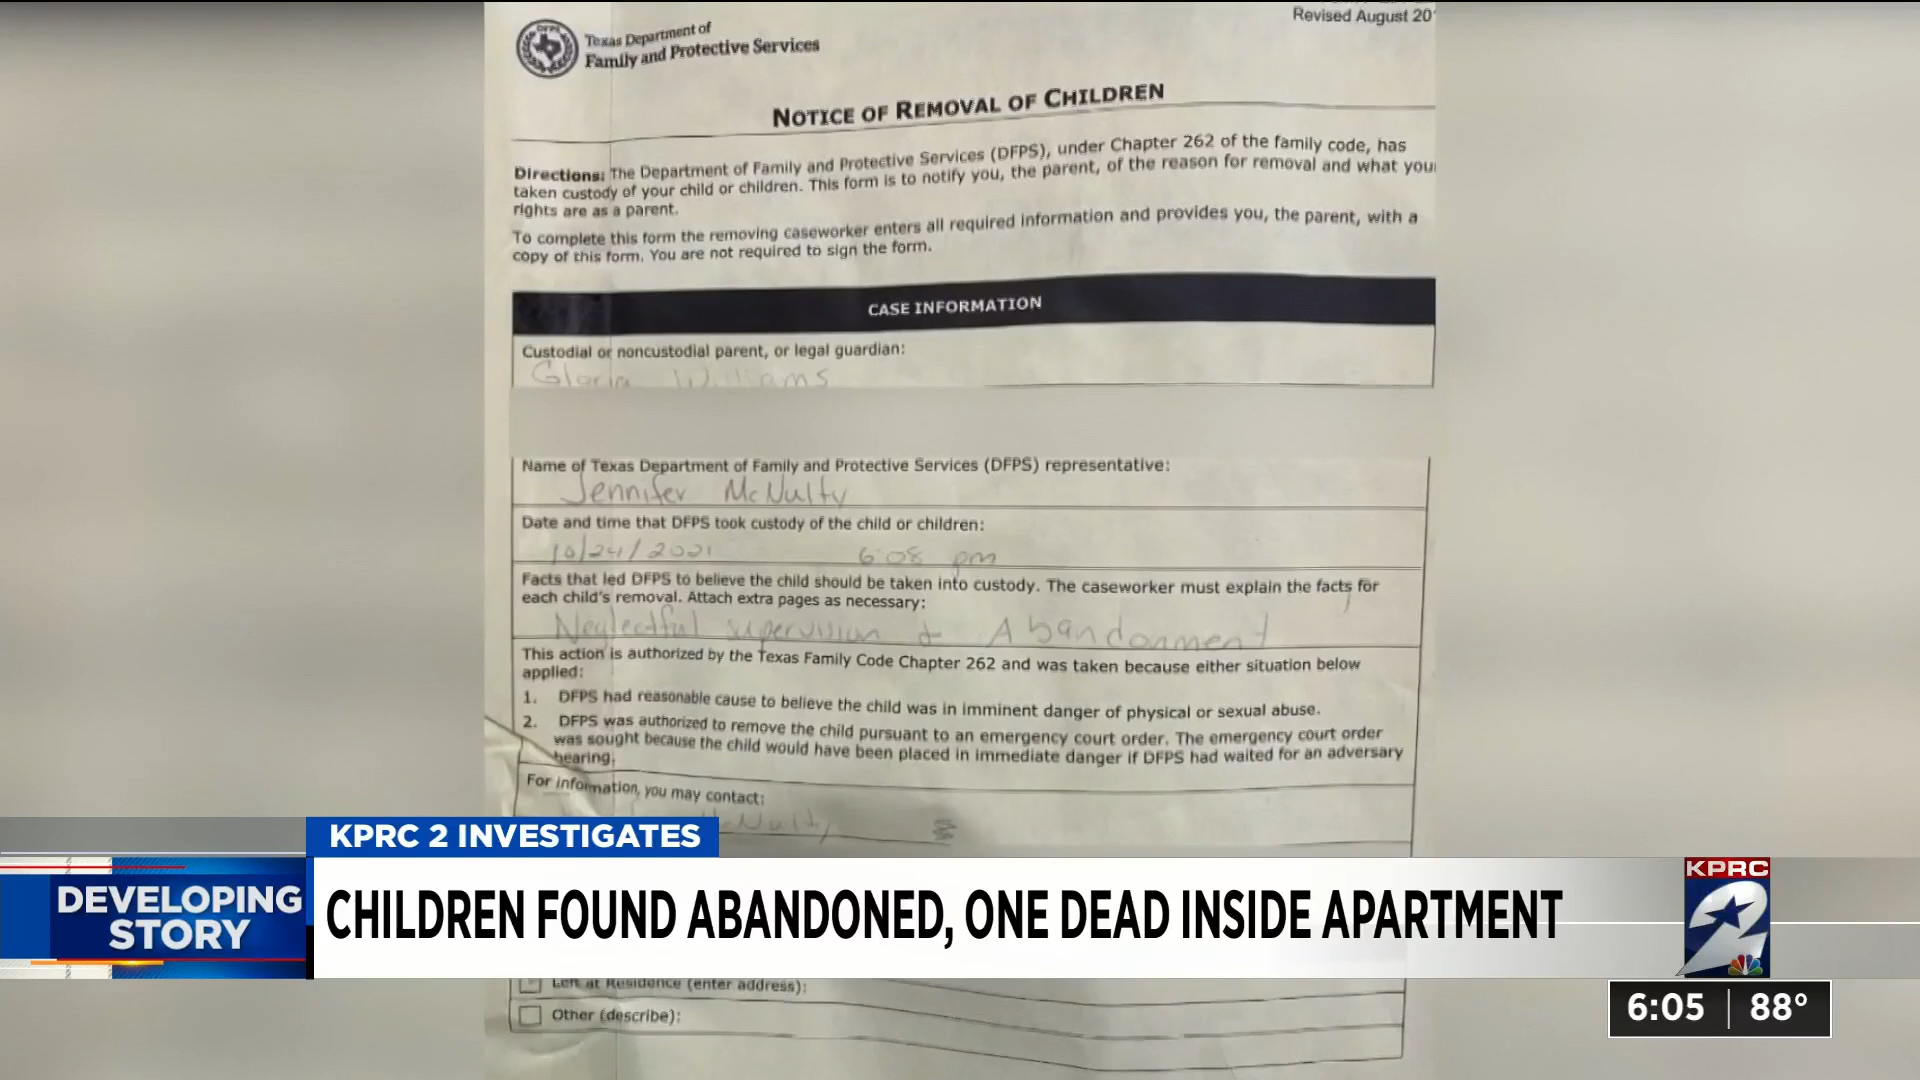 Texas Department of
Family and Protective Services
Revised August 20
NOTICE OF REMOVAL OF CHILDREN
Directions: The Department of Family and Protective Services (DFPS), under Chapter 262 of the family code, has
taken custody of your child or children. This form is to notify you, the parent, of the reason for removal and what you
rights are as a parent.
To complete this form the removing caseworker enters all required information and provides you, the parent, with a
copy of this form. You are not required to sign the form.
CASE INFORMATION
Custodial or noncustodial parent, or legal guardian:
Gloria Williams
Name of Texas Department of Family and Protective Services (DFPS) representative:
Jennifer McNulty
Date and time that DFPS took custody of the child or children:
10/24/2021 6:08 pm
Facts that led DFPS to believe the child should be taken into custody. The caseworker must explain the facts for
each child's removal. Attach extra pages as necessary:
Neglectful supervision + Abandonment
This action is authorized by the Texas Family Code Chapter 262 and was taken because either situation below
applied:
1. DFPS had reasonable cause to believe the child was in imminent danger of physical or sexual abuse.
2. DFPS was authorized to remove the child pursuant to an emergency court order. The emergency court order
was sought because the child would have been placed in immediate danger if DFPS had waited for an adversary
hearing.
For information, you may contact:
McNulty
KPRC 2 INVESTIGATES
DEVELOPING
STORY
CHILDREN FOUND ABANDONED, ONE DEAD INSIDE APARTMENT
KPRC
2
Left at Residence (enter address):
Other (describe):
6:05 88°